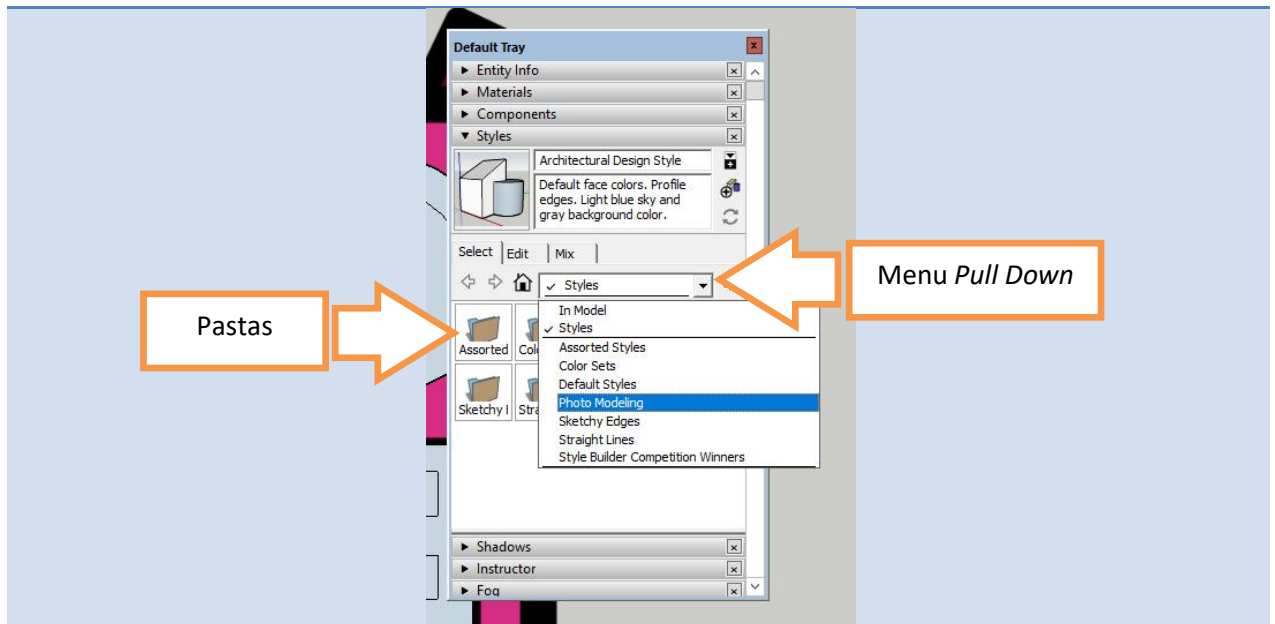 Default Tray
Entity Info
Materials
Components
Styles
Architectural Design Style
Default face colors. Profile
edges. Light blue sky and
gray background color.
Select Edit Mix
Styles
Menu Pull Down
Pastas
In Model
Styles
Assorted Styles
Color Sets
Default Styles
Photo Modeling
Sketchy Edges
Straight Lines
Style Builder Competition Winners
Assorted Col
Sketchy Stra
Shadows
Instructor
Fog